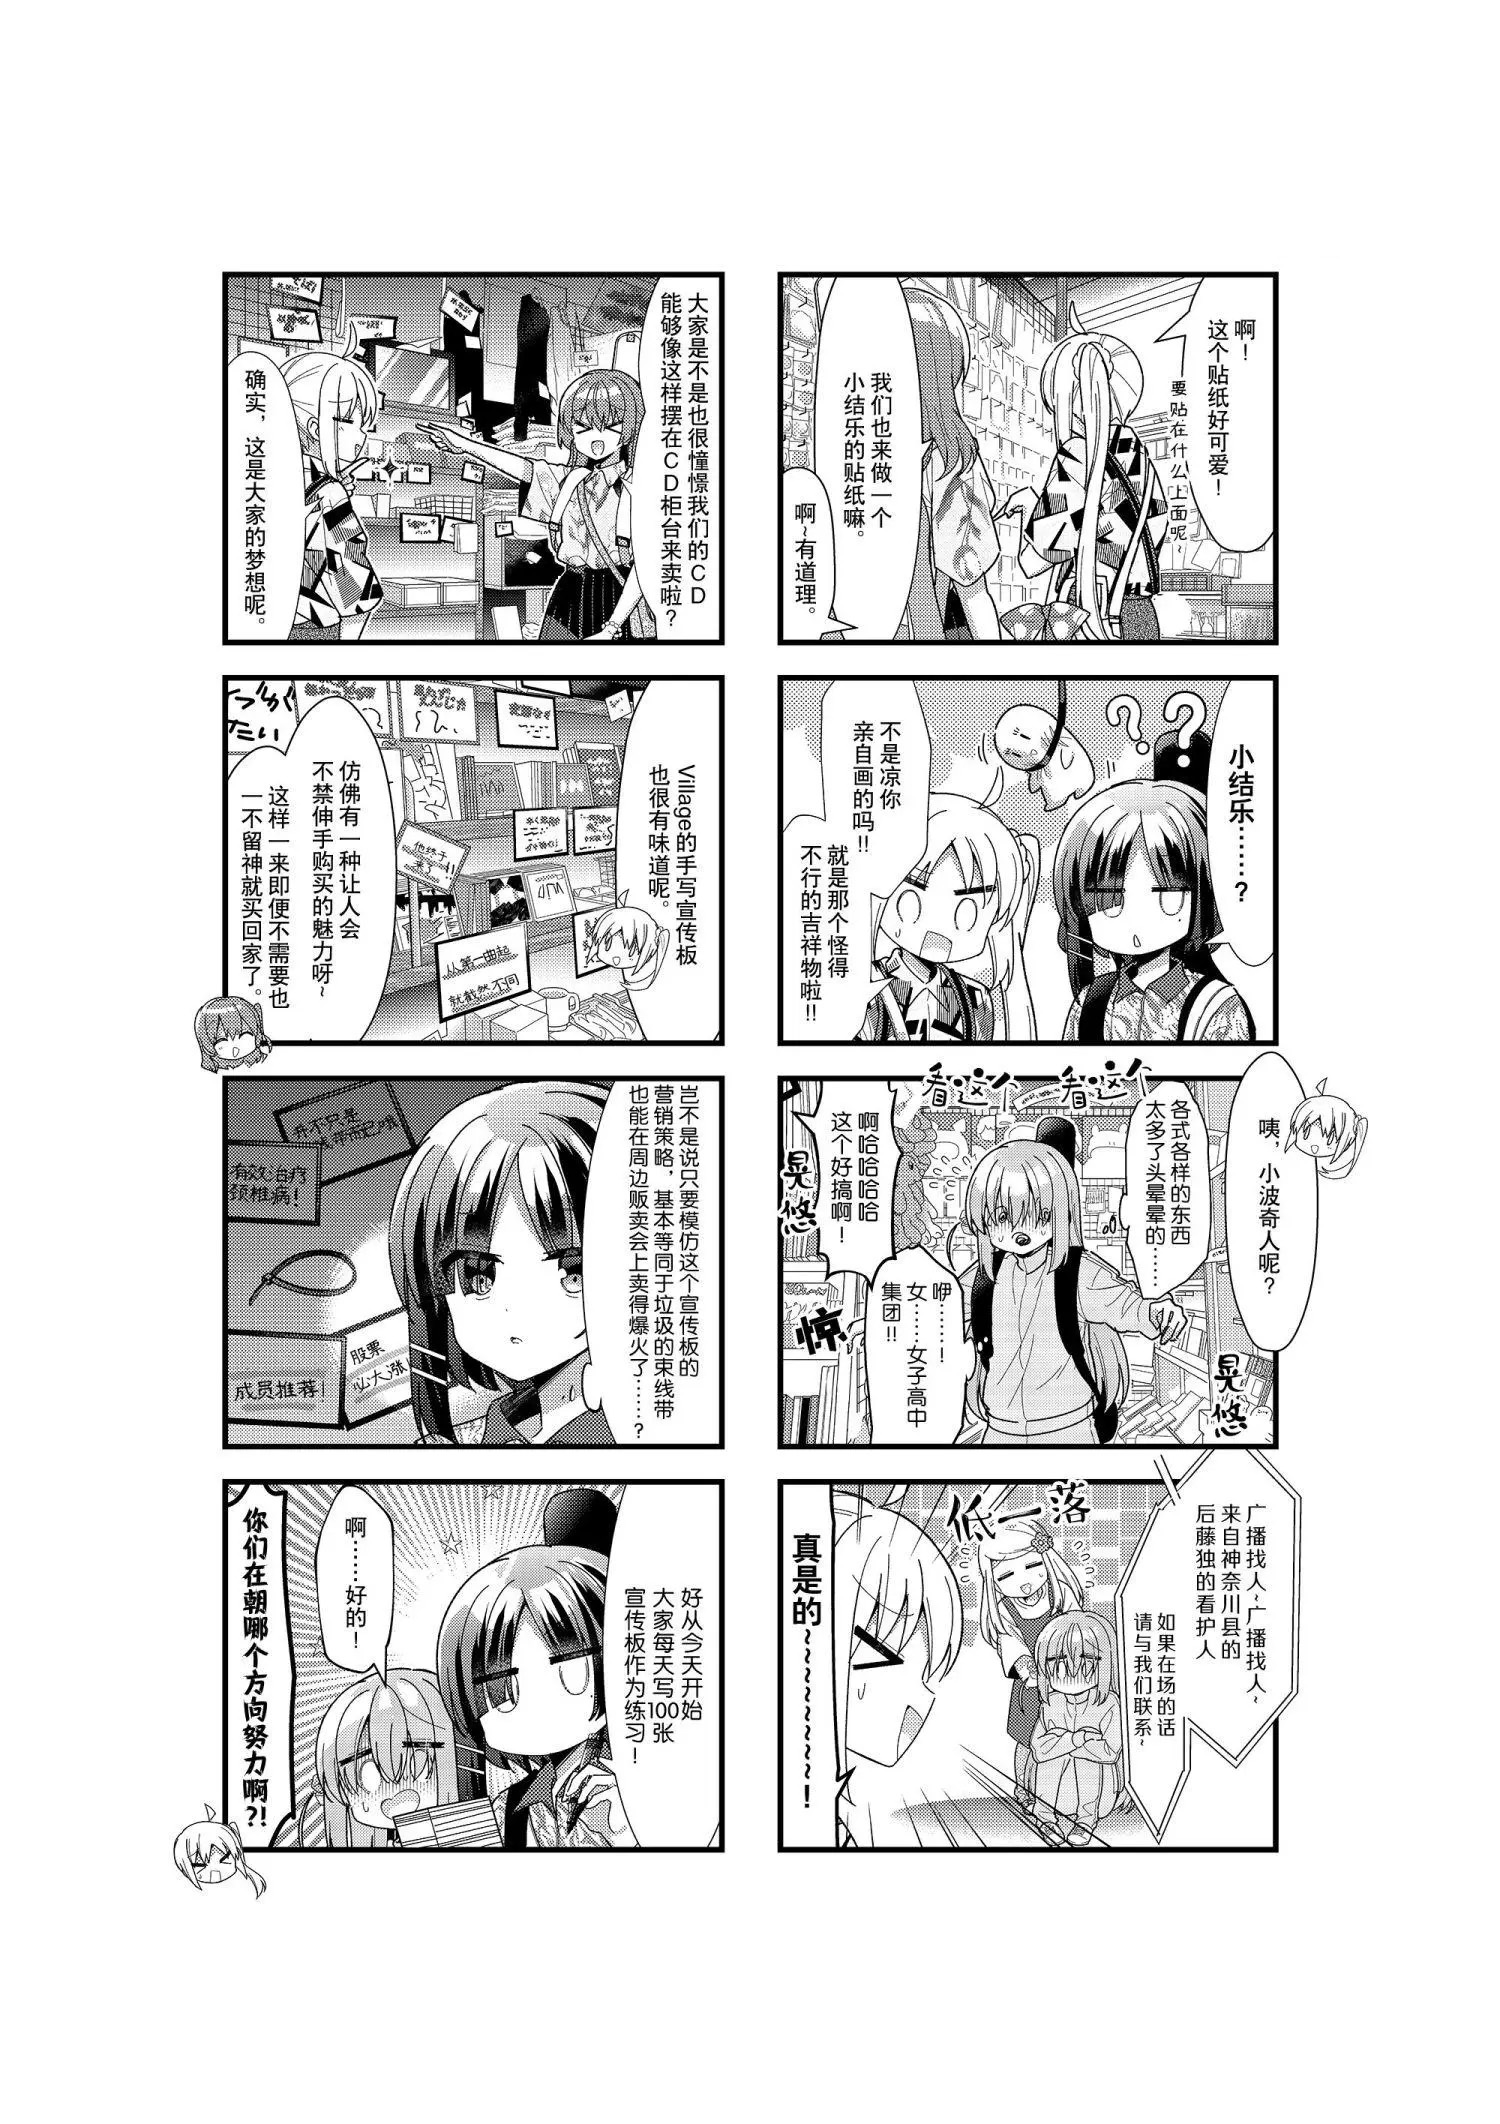 啊！
这个贴纸好可爱！
要贴在什么上面呢~
我们也来做一个
小结乐的贴纸嘛。
啊~有道理。
小结乐……？
不是凉你
亲自画的吗!!
就是那个怪得
不行的吉祥物啦!!
咦，小波奇人呢？
各式各样的东西
太多了头晕晕的……
看这个
看这个
啊哈哈哈哈
这个好搞啊！
晃悠
咿……！
女……女子高中
集团!!
惊
晃悠
广播找人~广播找人~
来自神奈川县的
后藤独的看护人
如果在场的话
请与我们联系~
低一落
真是的~~~~~~~！
大家是不是也很憧憬我们的CD
能够像这样摆在CD柜台来卖啦？
确实，这是大家的梦想呢。
Village的手写宣传板
也很有味道呢。
他终于
来了
从第一曲起
就截然不同
仿佛有一种让人会
不禁伸手购买的魅力呀~
这样一来即便不需要也
一不留神就买回家了。
つなが
たい
岂不是说只要模仿这个宣传板的
营销策略，基本等同于垃圾的束线带
也能在周边贩卖会上卖得爆火了……？
有效治疗
颈椎病！
股票
必大涨
成员推荐！
好从今天开始
大家每天写100张
宣传板作为练习！
啊……好的！
你们在朝哪个方向努力啊?!